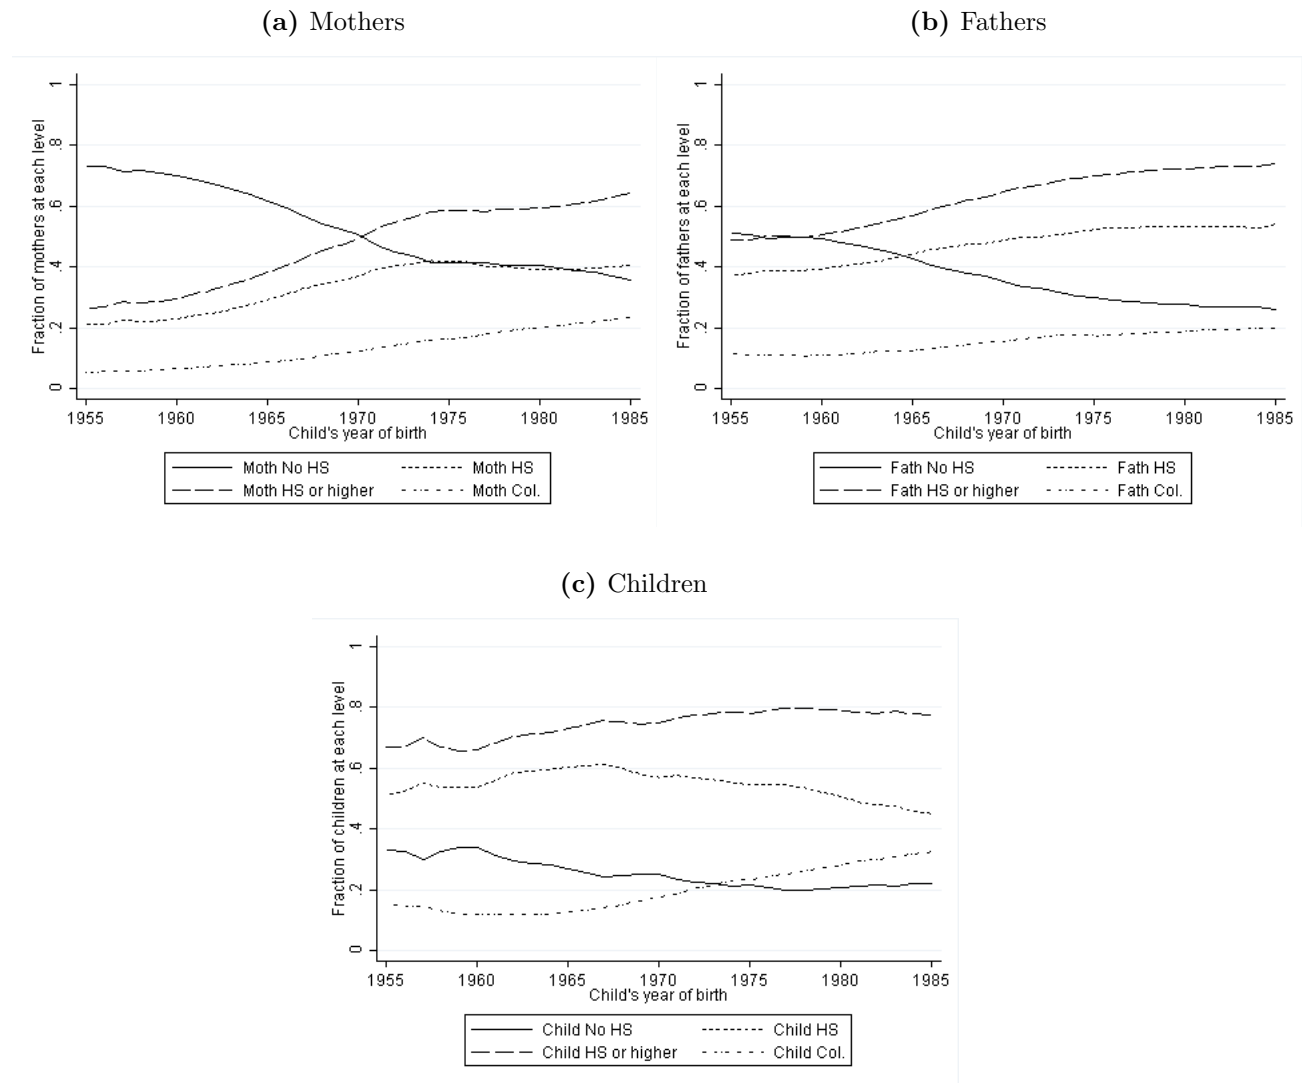 (a) Mothers
Fraction of mothers at each level
1
.8
.6
.4
.2
0
1955 1960 1965 1970 1975 1980 1985
Child's year of birth
Moth No HS Moth HS
Moth HS or higher Moth Col.
(b) Fathers
Fraction of fathers at each level
1
.8
.6
.4
.2
0
1955 1960 1965 1970 1975 1980 1985
Child's year of birth
Fath No HS Fath HS
Fath HS or higher Fath Col.
(c) Children
Fraction of children at each level
1
.8
.6
.4
.2
0
1955 1960 1965 1970 1975 1980 1985
Child's year of birth
Child No HS Child HS
Child HS or higher Child Col.